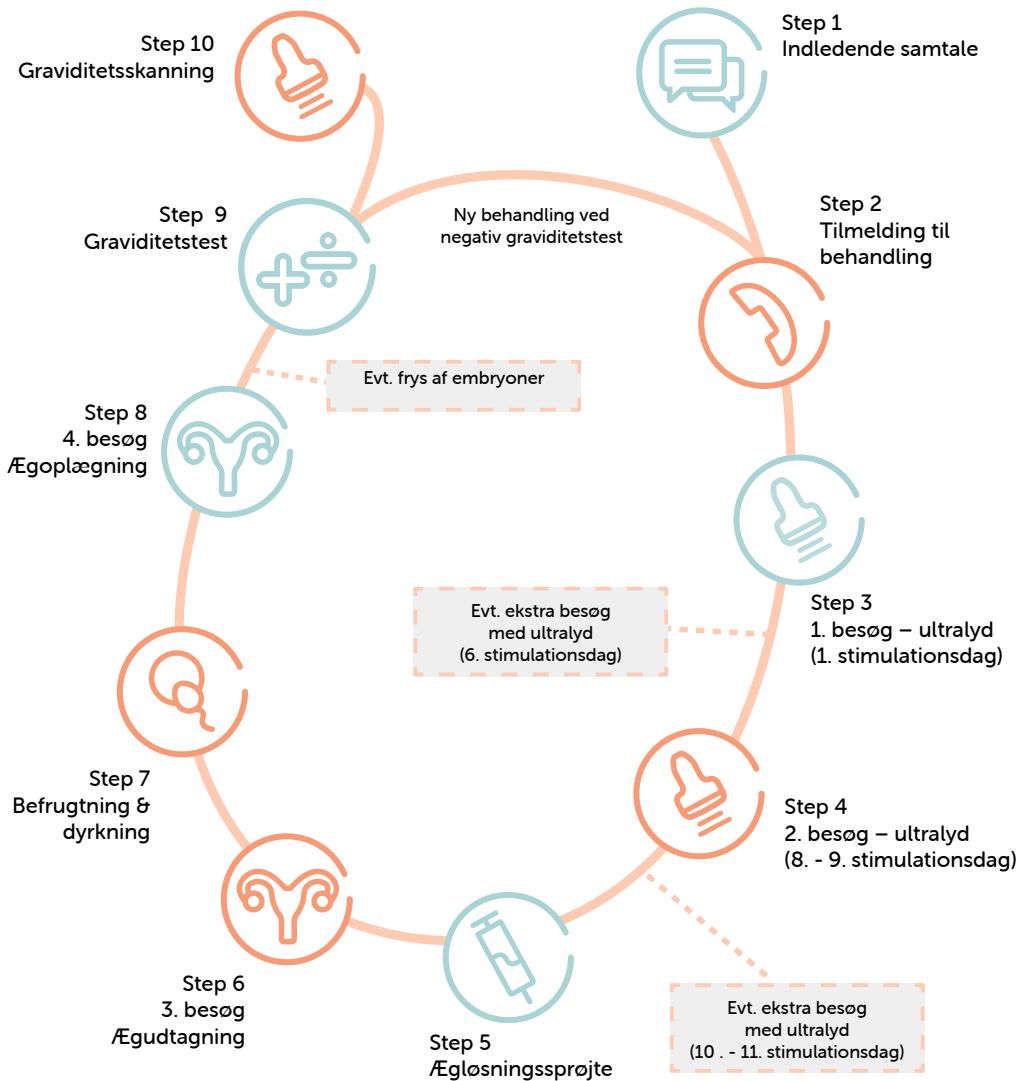 Step 1
Indledende samtale
Step 2
Tilmelding til
behandling
Step 3
1. besøg – ultralyd
(1. stimulationsdag)
Evt. ekstra besøg
med ultralyd
(6. stimulationsdag)
Step 4
2. besøg – ultralyd
(8. - 9. stimulationsdag)
Evt. ekstra besøg
med ultralyd
(10 . - 11. stimulationsdag)
Step 5
Ægløsningssprøjte
Step 6
3. besøg
Ægudtagning
Step 7
Befrugtning &
dyrkning
Step 8
4. besøg
Ægoplægning
Evt. frys af embryoner
Step  9
Graviditetstest
Ny behandling ved
negativ graviditetstest
Step 10
Graviditetsskanning